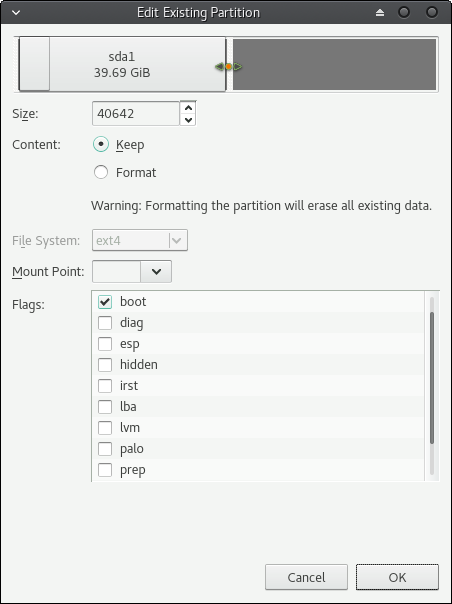 Edit Existing Partition
sda1
39.69 GiB
Size:
40642
Content:
Keep
Format
Warning: Formatting the partition will erase all existing data.
File System:
ext4
Mount Point:
Flags:
boot
diag
esp
hidden
irst
lba
lvm
palo
prep
Cancel
OK